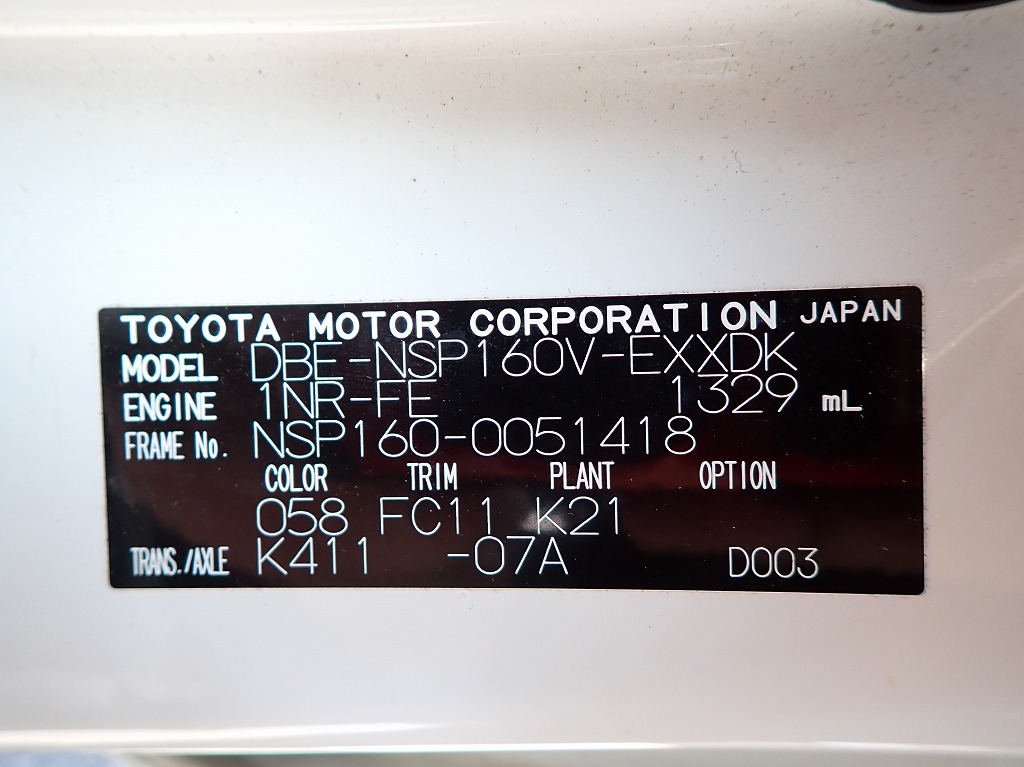 TOYOTA MOTOR CORPORATION JAPAN
MODEL DBE-NSP160V-EXXDK
ENGINE 1NR-FE 1329 mL
FRAME No. NSP160-0051418
COLOR TRIM PLANT OPTION
058 FC11 K21
TRANS./AXLE K411 -07A D003